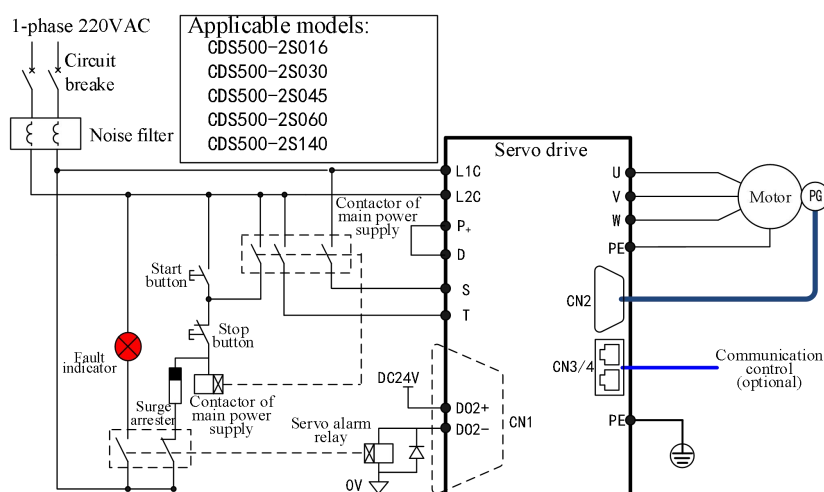 1-phase 220VAC
Circuit
breake
Noise filter
Applicable models:
CDS500-2S016
CDS500-2S030
CDS500-2S045
CDS500-2S060
CDS500-2S140
Servo drive
L1C
L2C
P+
D
S
T
U
V
W
PE
Motor
PG
CN2
CN3/4
Communication
control
(optional)
PE
Contactor of
main power
supply
Start
button
Stop
button
Fault
indicator
Surge
arrester
Contactor of
main power
supply
Servo alarm
relay
DC24V
DO2+
DO2-
CN1
0V